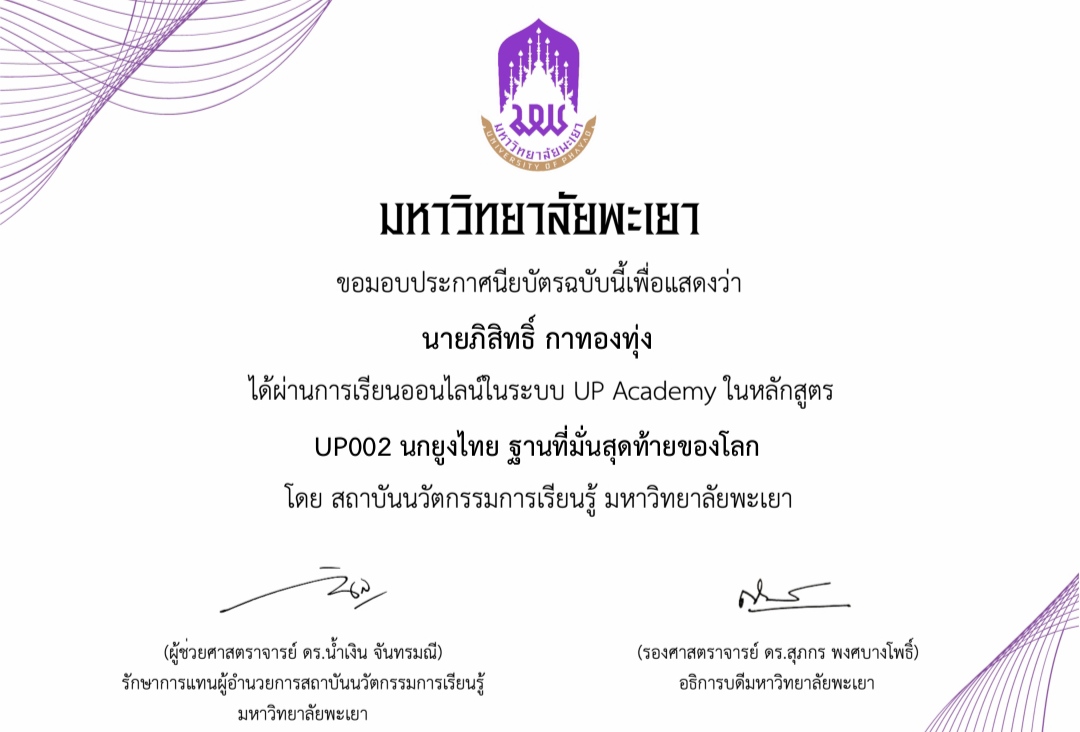 มพย
มหาวิทยาลัยพะเยา
UNIVERSITY OF PHAYAO
มหาวิทยาลัยพะเยา
ขอมอบประกาศนียบัตรฉบับนี้เพื่อแสดงว่า
นายภิสิทธิ์ กาทองทุ่ง
ได้ผ่านการเรียนออนไลน์ในระบบ UP Academy ในหลักสูตร
UP002 นกยูงไทย ฐานที่มั่นสุดท้ายของโลก
โดย สถาบันนวัตกรรมการเรียนรู้ มหาวิทยาลัยพะเยา
(ผู้ช่วยศาสตราจารย์ ดร.น้ำเงิน จันทรมณี)
รักษาการแทนผู้อำนวยการสถาบันนวัตกรรมการเรียนรู้
มหาวิทยาลัยพะเยา
(รองศาสตราจารย์ ดร.สุภกร พงศบางโพธิ์)
อธิการบดีมหาวิทยาลัยพะเยา